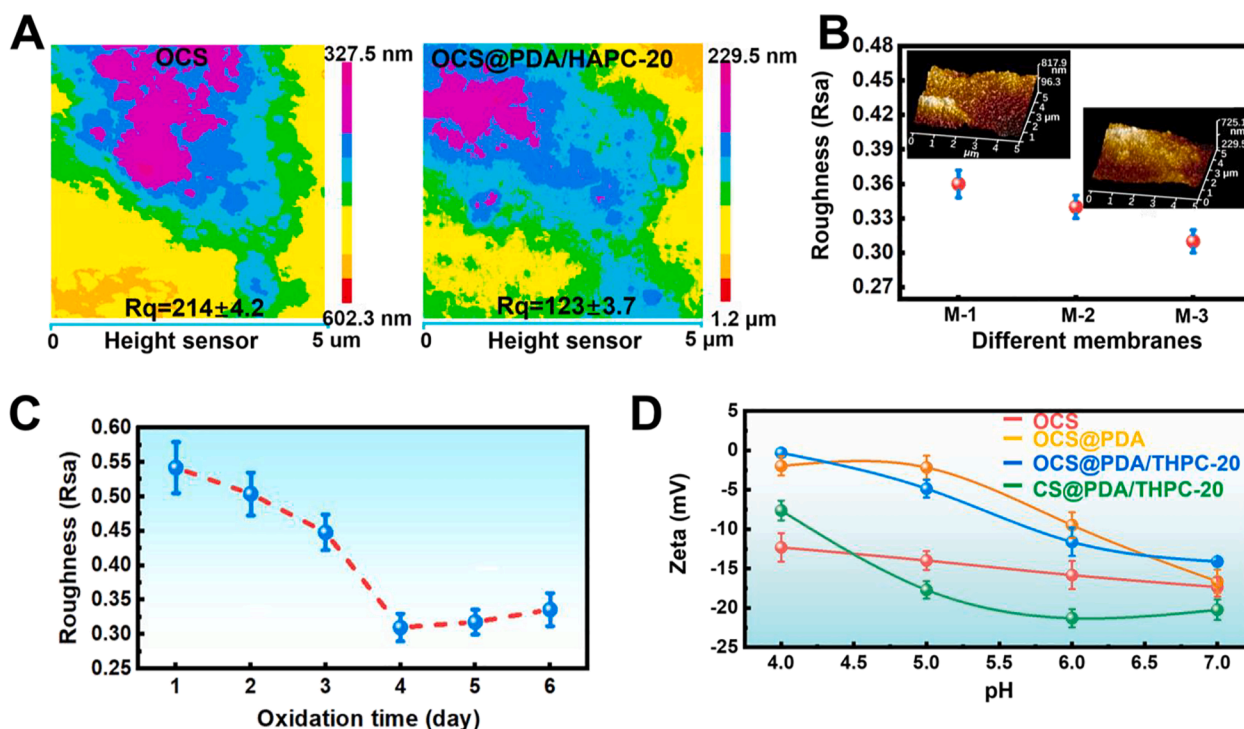 A
OCS
327.5 nm
Rq=214±4.2
602.3 nm
0
Height sensor
5 um
OCS@PDA/HAPC-20
229.5 nm
Rq=123±3.7
1.2 μm
0
Height sensor
5 μm
B
Roughness (Rsa)
0.48
0.45
0.42
0.39
0.36
0.33
0.30
0.27
817.9
nm
96.3
5
4
3 μm
2
1
0
1
2
3
4
5
μm
725.1
nm
229.5
5
4
3 μm
2
1
0
0
1
2
3
4
5
M-1
M-2
M-3
Different membranes
C
Roughness (Rsa)
0.60
0.55
0.50
0.45
0.40
0.35
0.30
0.25
1
2
3
4
5
6
Oxidation time (day)
D
Zeta (mV)
5
0
-5
-10
-15
-20
-25
OCS
OCS@PDA
OCS@PDA/THPC-20
CS@PDA/THPC-20
4.0
4.5
5.0
5.5
6.0
6.5
7.0
pH